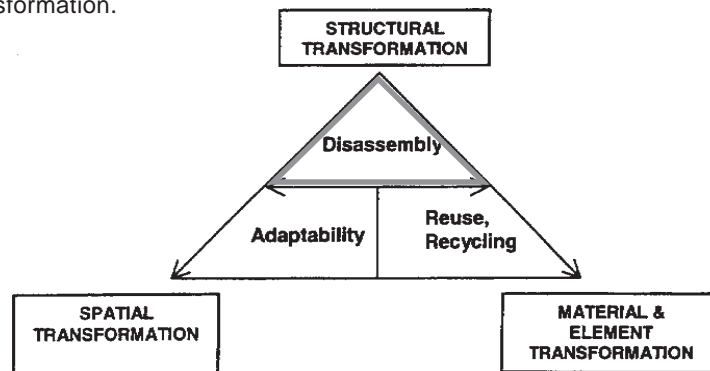 sformation.
STRUCTURAL
TRANSFORMATION
Disassembly
Adaptability
Reuse,
Recycling
SPATIAL
TRANSFORMATION
MATERIAL &
ELEMENT
TRANSFORMATION